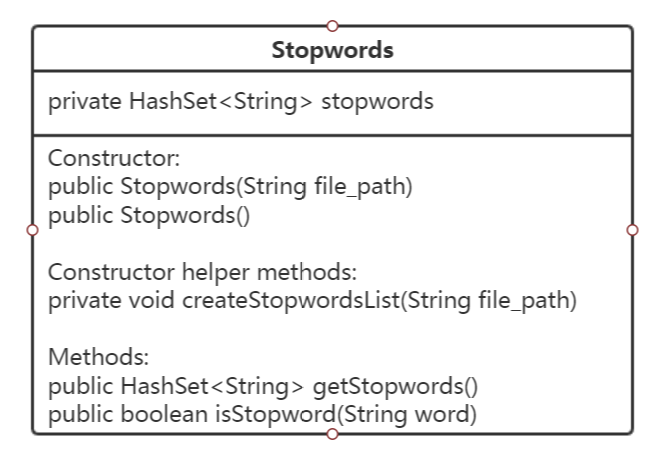 Stopwords
private HashSet<String> stopwords
Constructor:
public Stopwords(String file_path)
public Stopwords()
Constructor helper methods:
private void createStopwordsList(String file_path)
Methods:
public HashSet<String> getStopwords()
public boolean isStopword(String word)